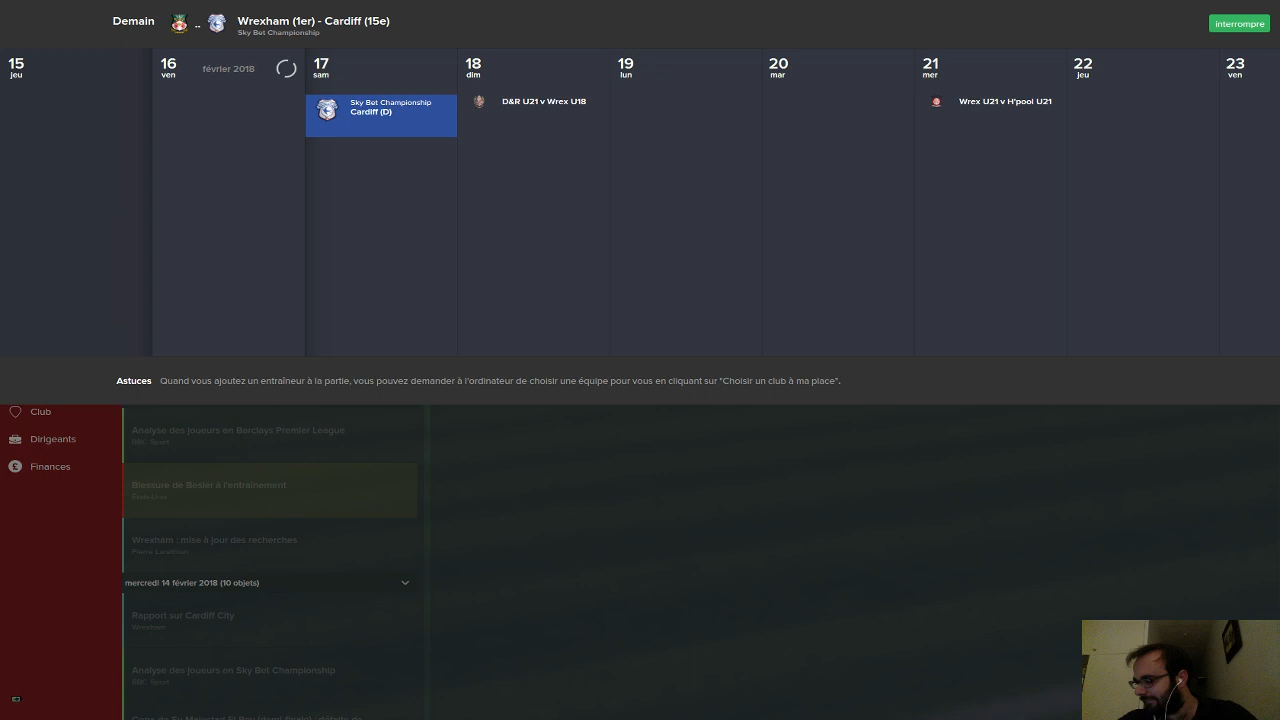 Demain
Wrexham (1er) - Cardiff (15e)
Sky Bet Championship
interrompre
15
jeu
16
ven
février 2018
17
sam
18
dim
19
lun
20
mar
21
mer
22
jeu
23
ven
Sky Bet Championship
Cardiff (D)
D&R U21 v Wrex U18
Wrex U21 v H'pool U21
Astuces Quand vous ajoutez un entraîneur à la partie, vous pouvez demander à l'ordinateur de choisir une équipe pour vous en cliquant sur "Choisir un club à ma place".
Club
Dirigeants
Finances
Analyse des joueurs en Barclays Premier League
BBC Sport
Blessure de Besler à l'entraînement
États-Unis
Wrexham : mise à jour des recherches
mercredi 14 février 2018 (10 objets)
Rapport sur Cardiff City
Wrexham
Analyse des joueurs en Sky Bet Championship
BBC Sport